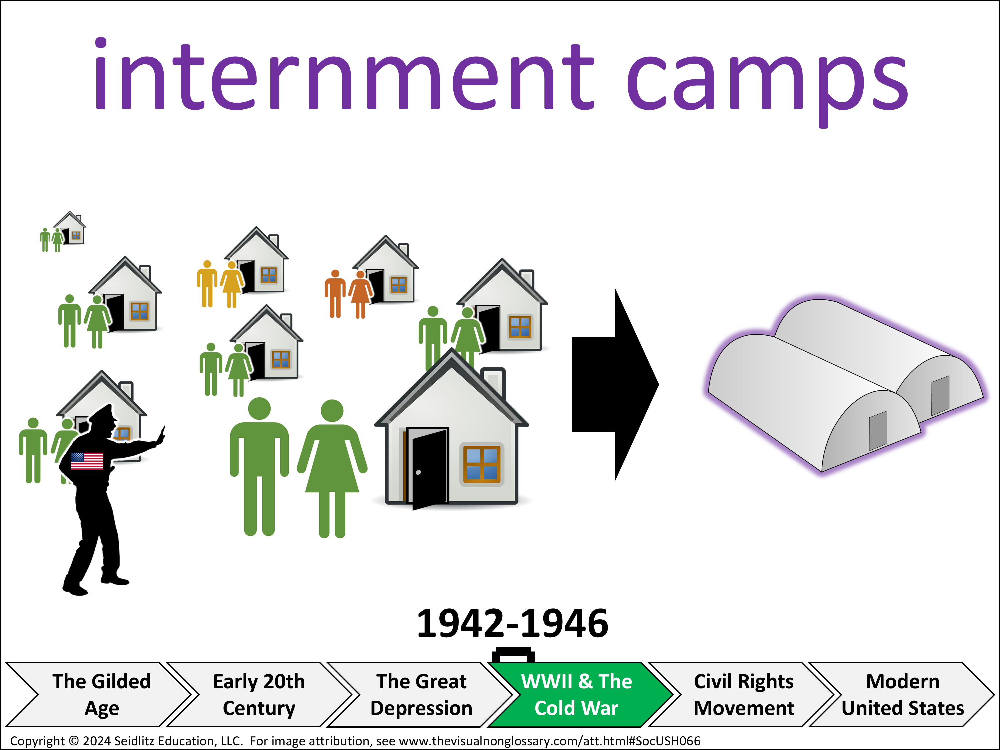 internment camps
1942-1946
The Gilded
Age
Early 20th
Century
The Great
Depression
WWII & The
Cold War
Civil Rights
Movement
Modern
United States
Copyright © 2024 Seidlitz Education, LLC.  For image attribution, see www.thevisualnonglossary.com/att.html#SocUSH066